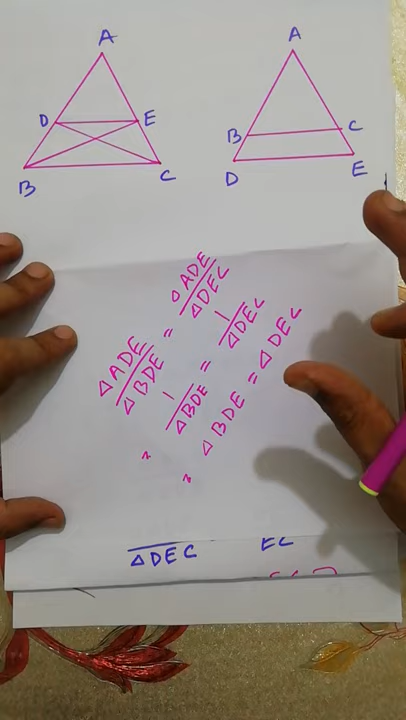 A
A
D E
B C
B C
D E
ΔADE/ΔBDE = ΔADE/ΔDEC
" 1/ΔBDE = 1/ΔDEC
" ΔBDE = ΔDEC
ΔDEC EC